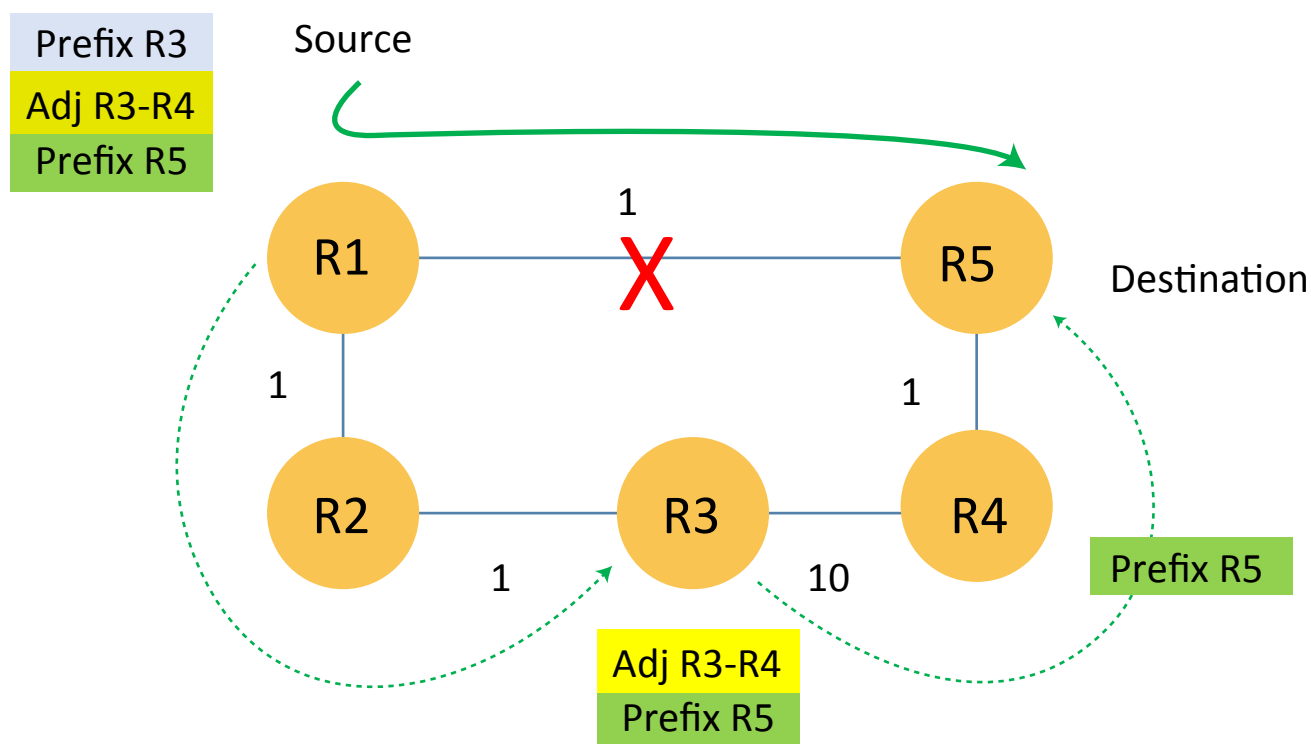 Prefix R3
Source
Adj R3-R4
Prefix R5
1
R1
X
R5
Destination
1
1
R2
R3
R4
1
10
Prefix R5
Adj R3-R4
Prefix R5